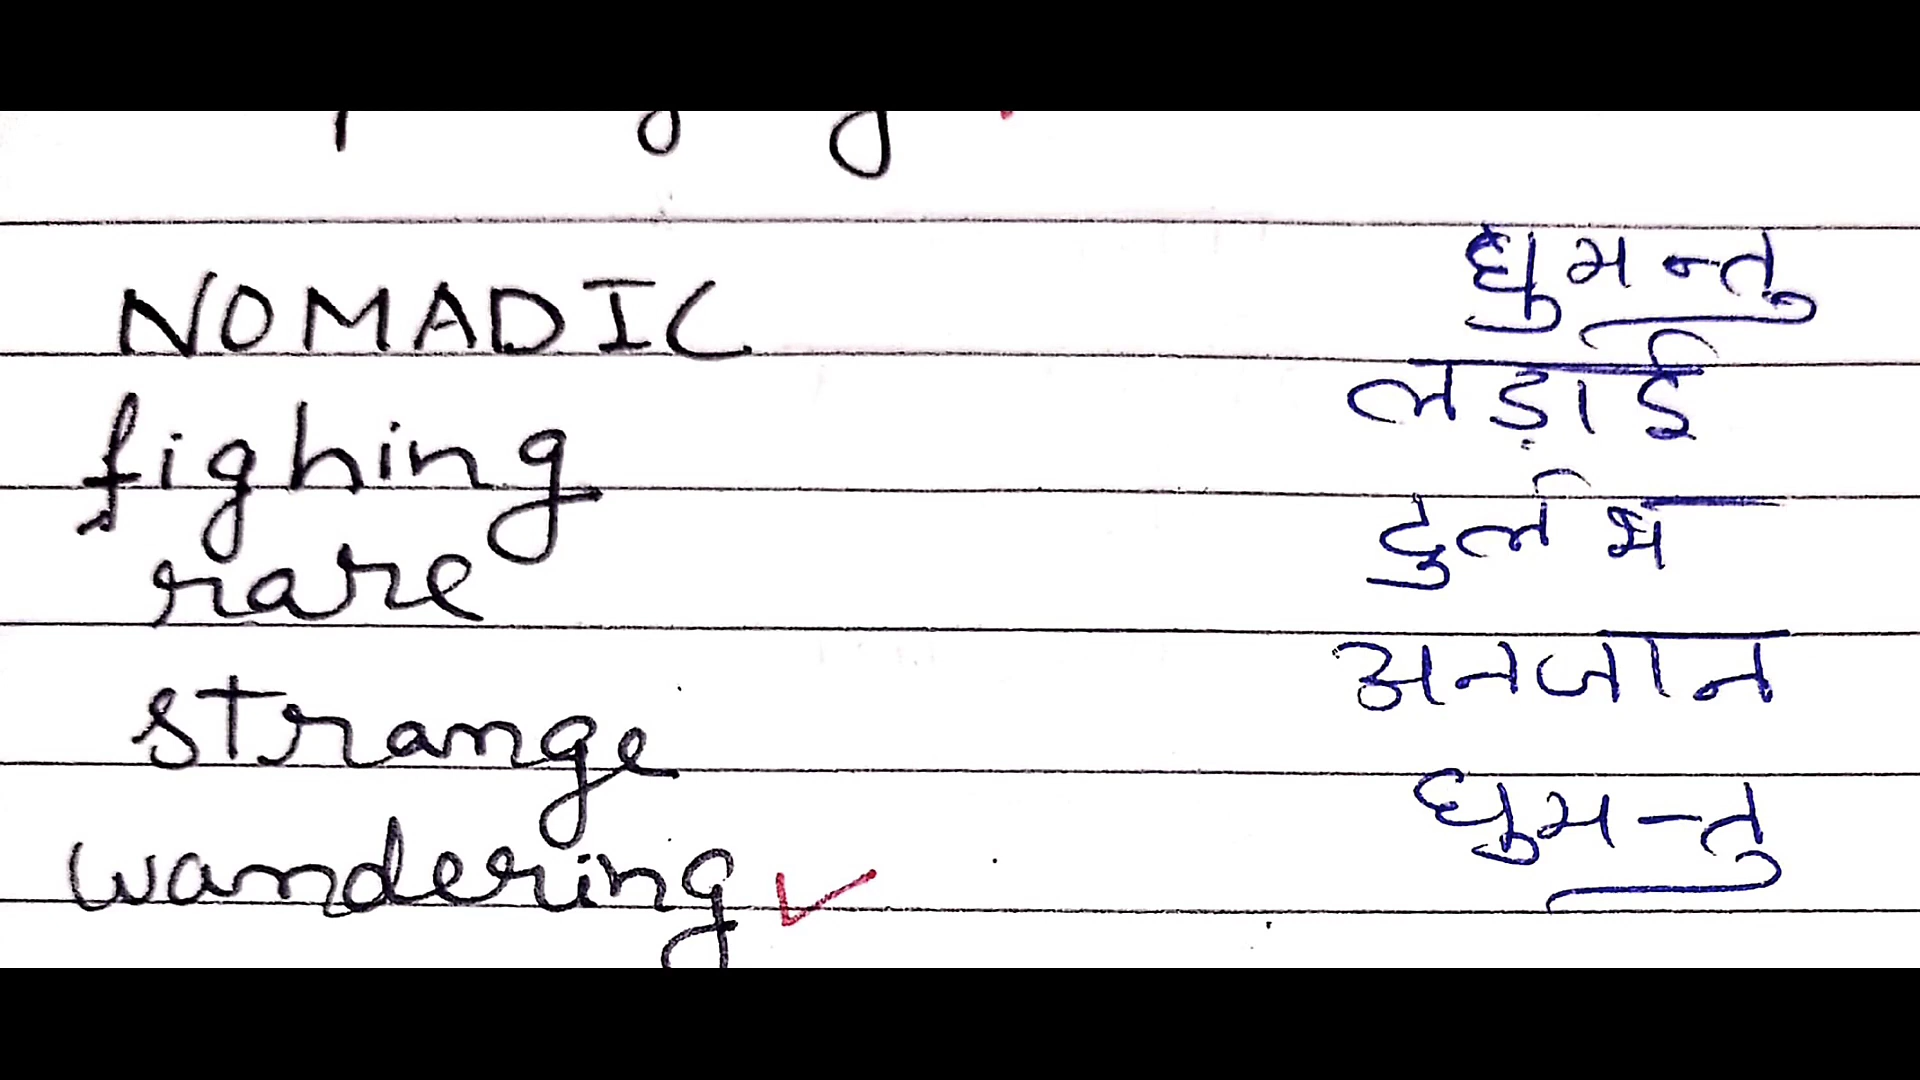 NOMADIC घुमन्तु
fighing लड़ाई
rare दुर्लभ
strange अनजान
wandering घुमन्तु